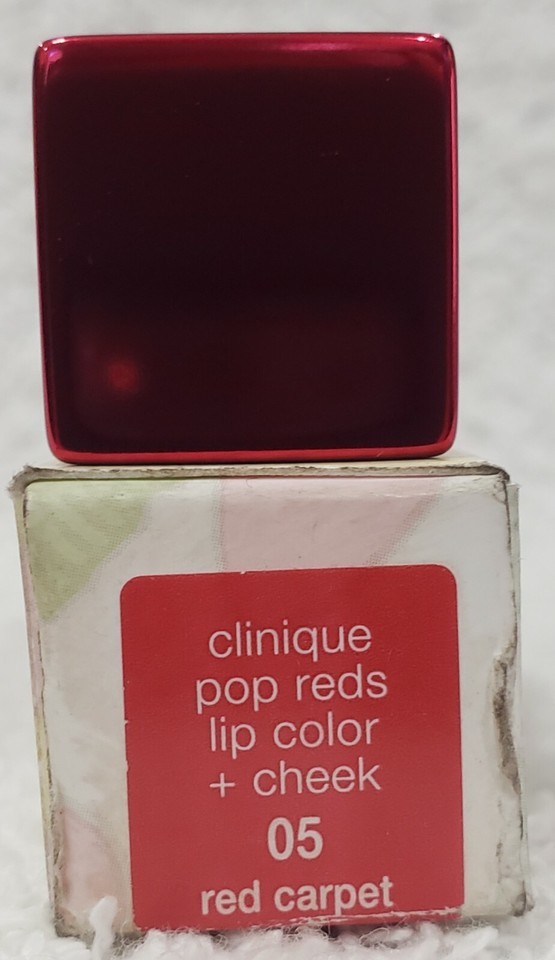 clinique
pop reds
lip color
+ cheek
05
red carpet